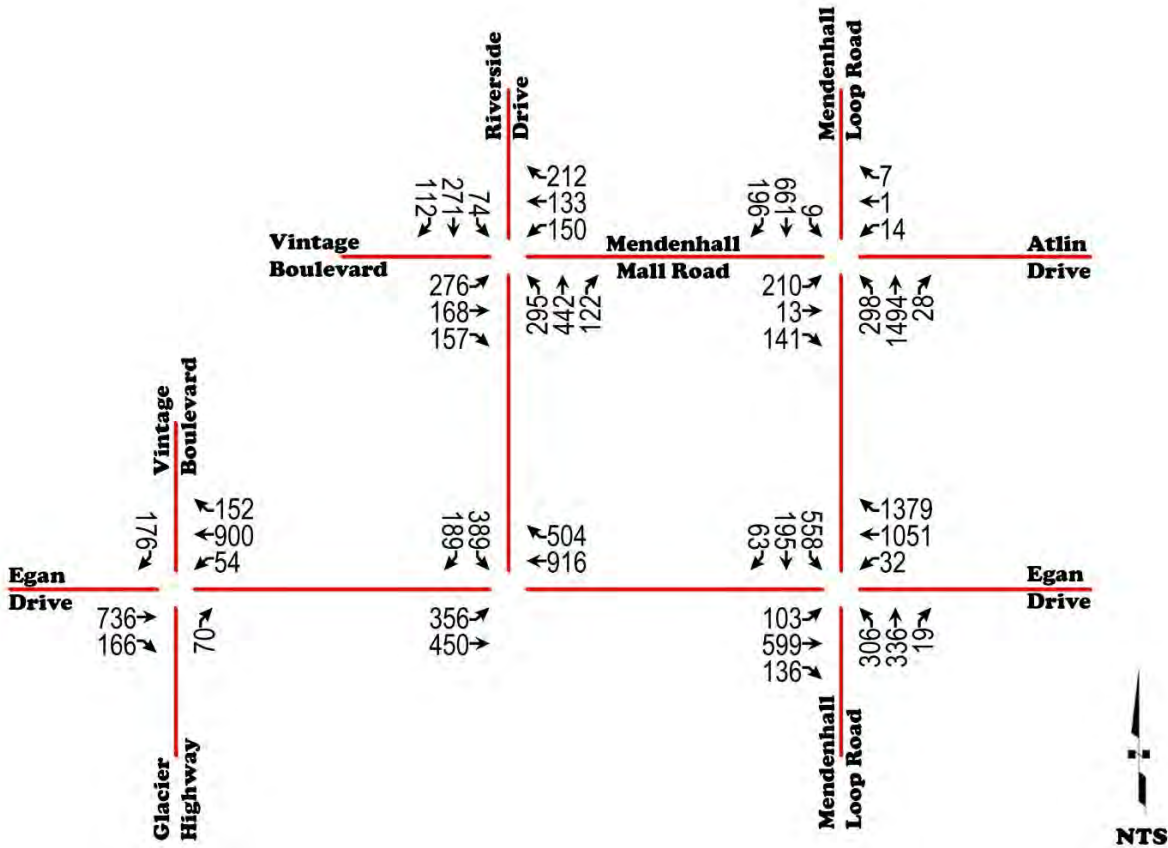 Riverside
Drive
Mendenhall
Loop Road
112
271
74
212
133
150
196
661
9
7
1
14
Vintage
Boulevard
Mendenhall
Mall Road
Atlin
Drive
276
168
157
295
442
122
210
13
141
298
1494
28
Vintage
Boulevard
176
152
900
54
189
389
504
916
63
195
558
1379
1051
32
Egan
Drive
Egan
Drive
736
166
70
356
450
103
599
136
306
336
19
Glacier
Highway
Mendenhall
Loop Road
NTS